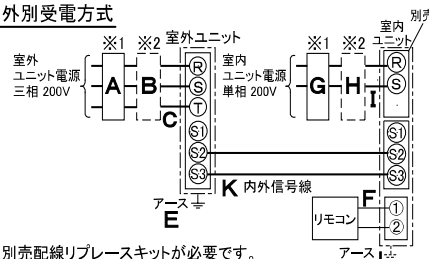 外別受電方式
別売
※1 ※2 室外ユニット
※1 ※2 室内ユニット
室外
ユニット電源
三相 200V
A
B
C
R
S
T
S1
S2
S3
室内
ユニット電源
単相 200V
G
H
I
R
S
S1
S2
S3
K 内外信号線
アース
E
F
リモコン
1
2
アース
別売配線リプレースキットが必要です。